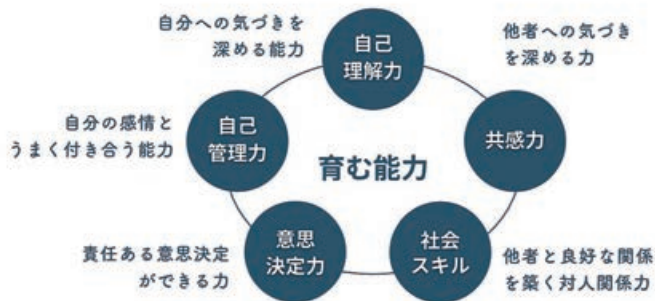 自分への気づきを
深める能力
自己
理解力
他者への気づき
を深める力
自分の感情と
うまく付き合う能力
自己
管理力
共感力
育む能力
責任ある意思決定
ができる力
意思
決定力
社会
スキル
他者と良好な関係
を築く対人関係力